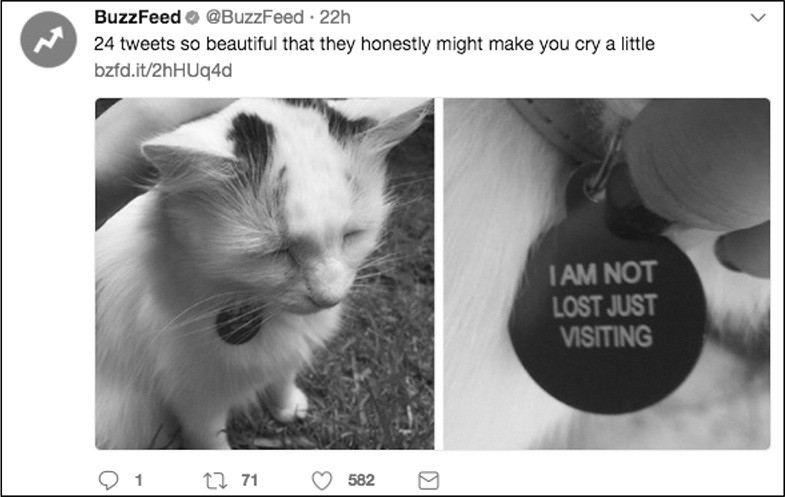 BuzzFeed @BuzzFeed · 22h
24 tweets so beautiful that they honestly might make you cry a little
bzfd.it/2hHUq4d
I AM NOT
LOST JUST
VISITING
1 71 582